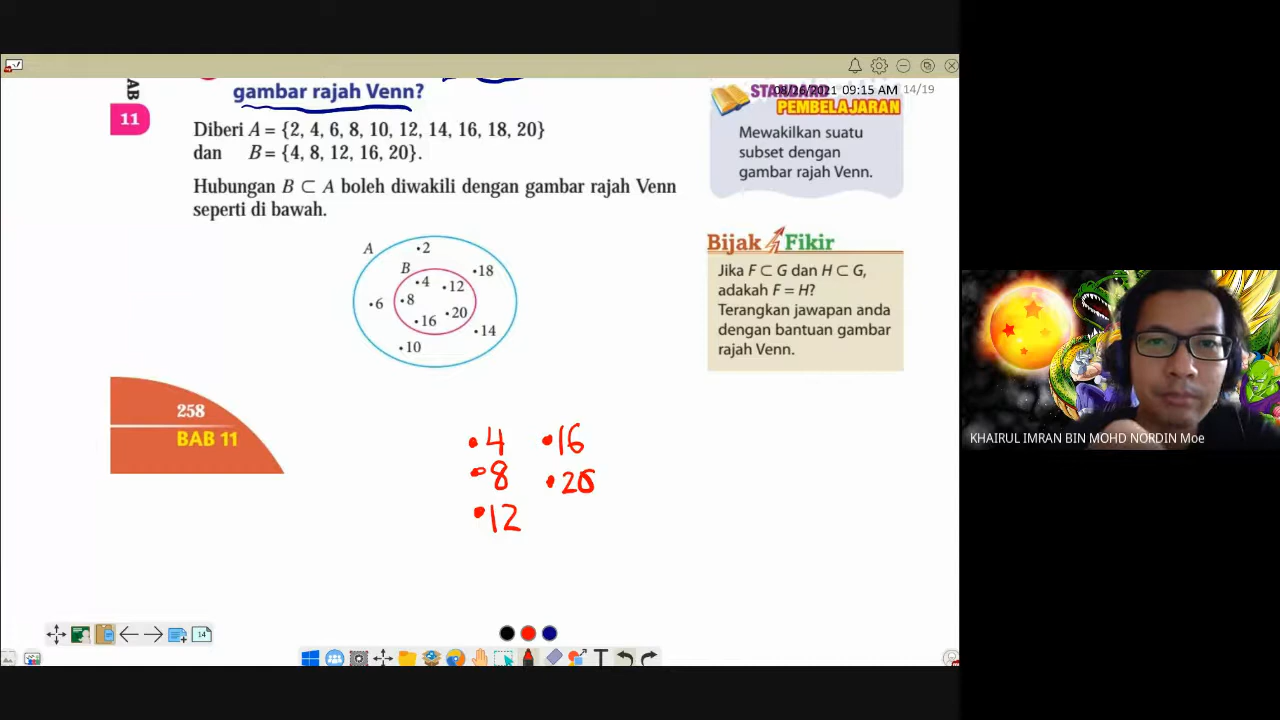 AB
11
gambar rajah Venn?
Diberi A = {2, 4, 6, 8, 10, 12, 14, 16, 18, 20}
dan B = {4, 8, 12, 16, 20}.
Hubungan B ⊂ A boleh diwakili dengan gambar rajah Venn
seperti di bawah.
A
•2
B
•18
•4
•12
•6
•8
•20
•16
•14
•10
258
BAB 11
•4 •16
•8 •20
•12
08/26/2021 09:15 AM 14/19
STANDARD
PEMBELAJARAN
Mewakilkan suatu
subset dengan
gambar rajah Venn.
Bijak Fikir
Jika F ⊂ G dan H ⊂ G,
adakah F = H?
Terangkan jawapan anda
dengan bantuan gambar
rajah Venn.
KHAIRUL IMRAN BIN MOHD NORDIN Moe
14
T